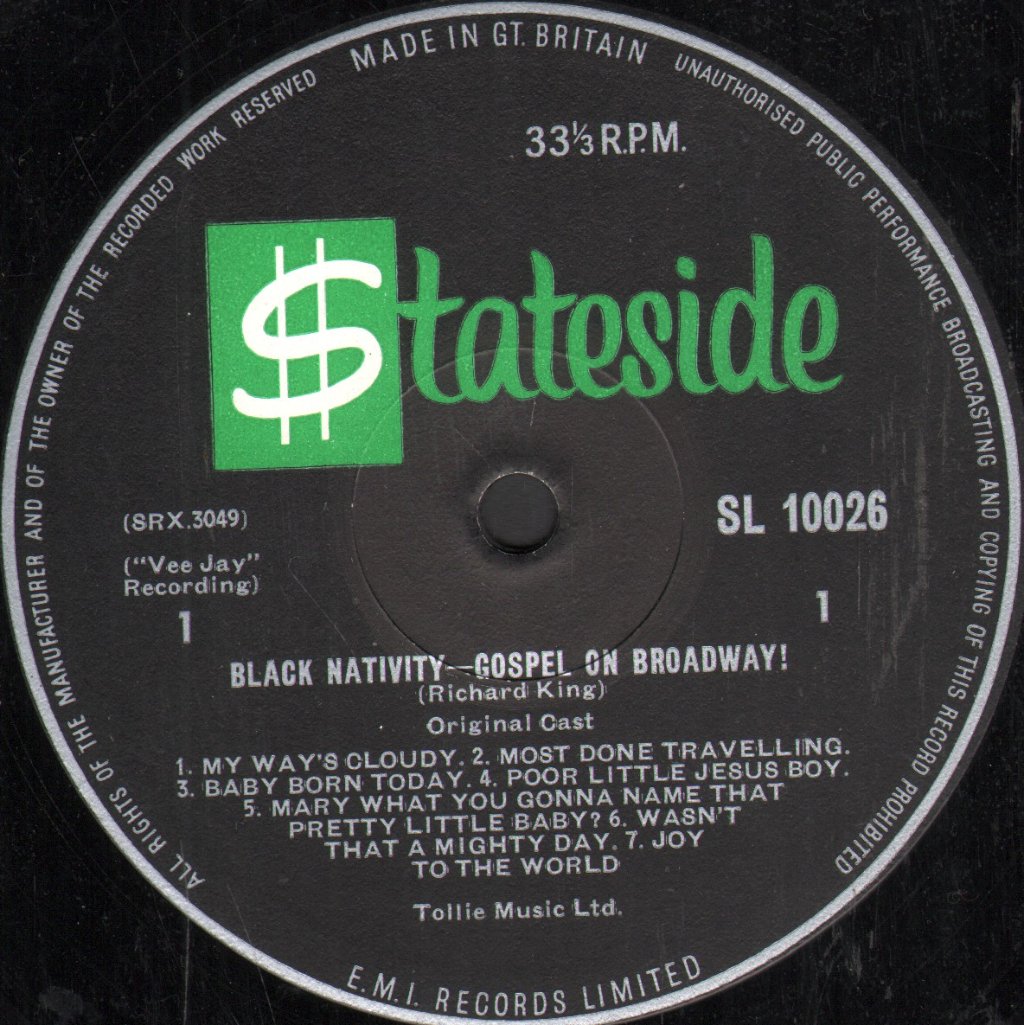 MADE IN GT. BRITAIN
UNAUTHORISED PUBLIC PERFORMANCE BROADCASTING AND COPYING OF THIS RECORD PROHIBITED
ALL RIGHTS OF THE MANUFACTURER AND OF THE OWNER OF THE RECORDED WORK RESERVED
33⅓ R.P.M.
$tateside
(SRX.3049)
SL 10026
("Vee Jay"
Recording)
1
1
BLACK NATIVITY—GOSPEL ON BROADWAY!
(Richard King)
Original Cast
1. MY WAY'S CLOUDY. 2. MOST DONE TRAVELLING.
3. BABY BORN TODAY. 4. POOR LITTLE JESUS BOY.
5. MARY WHAT YOU GONNA NAME THAT
PRETTY LITTLE BABY? 6. WASN'T
THAT A MIGHTY DAY. 7. JOY
TO THE WORLD
Tollie Music Ltd.
E.M.I. RECORDS LIMITED